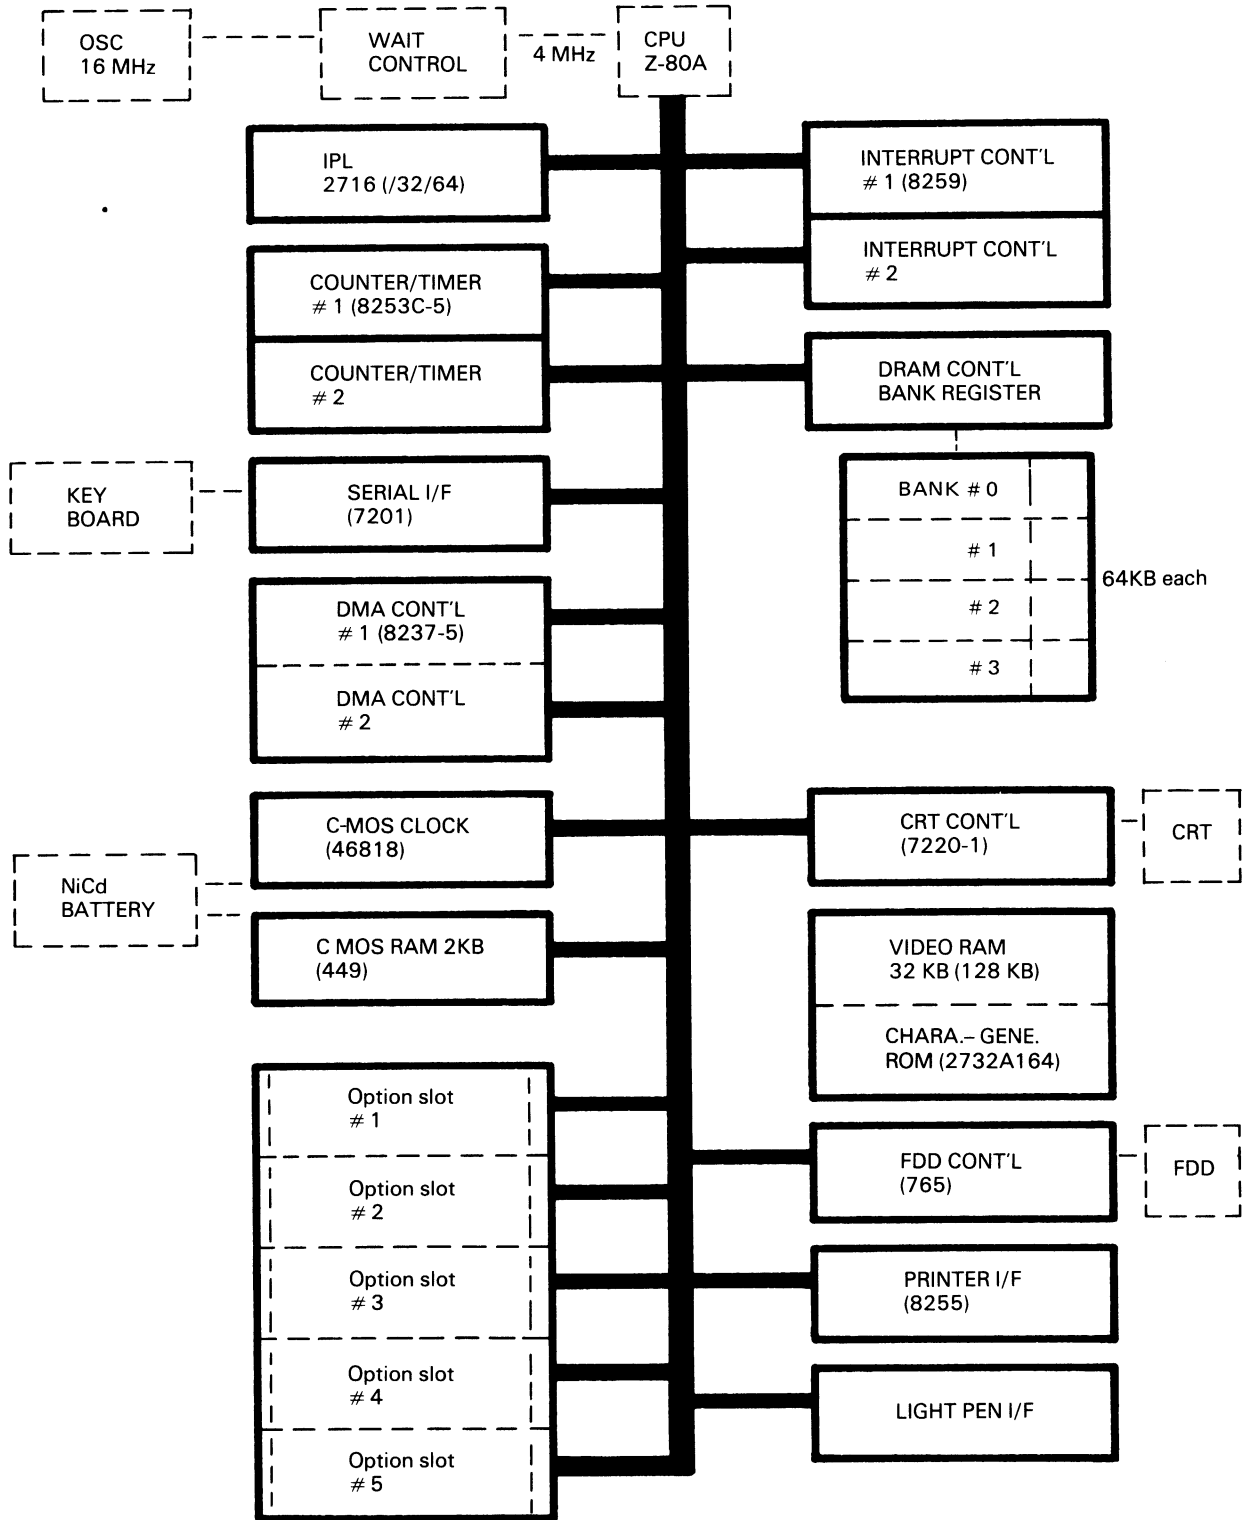 OSC
16 MHz
WAIT
CONTROL
4 MHz
CPU
Z-80A
IPL
2716 (/32/64)
INTERRUPT CONT'L
# 1 (8259)
INTERRUPT CONT'L
# 2
COUNTER/TIMER
# 1 (8253C-5)
COUNTER/TIMER
# 2
DRAM CONT'L
BANK REGISTER
KEY
BOARD
SERIAL I/F
(7201)
BANK # 0
# 1
# 2
# 3
64KB each
DMA CONT'L
# 1 (8237-5)
DMA CONT'L
# 2
C-MOS CLOCK
(46818)
CRT CONT'L
(7220-1)
CRT
NiCd
BATTERY
C MOS RAM 2KB
(449)
VIDEO RAM
32 KB (128 KB)
CHARA.– GENE.
ROM (2732A164)
Option slot
# 1
Option slot
# 2
Option slot
# 3
Option slot
# 4
Option slot
# 5
FDD CONT'L
(765)
FDD
PRINTER I/F
(8255)
LIGHT PEN I/F